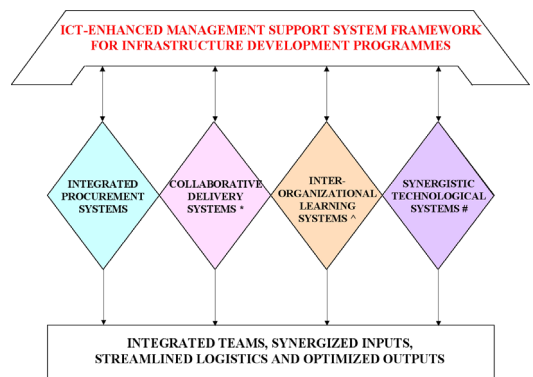 ICT-ENHANCED MANAGEMENT SUPPORT SYSTEM FRAMEWORK
FOR INFRASTRUCTURE DEVELOPMENT PROGRAMMES
INTEGRATED
PROCUREMENT
SYSTEMS
COLLABORATIVE
DELIVERY
SYSTEMS *
INTER-
ORGANIZATIONAL
LEARNING
SYSTEMS ^
SYNERGISTIC
TECHNOLOGICAL
SYSTEMS #
INTEGRATED TEAMS, SYNERGIZED INPUTS,
STREAMLINED LOGISTICS AND OPTIMIZED OUTPUTS